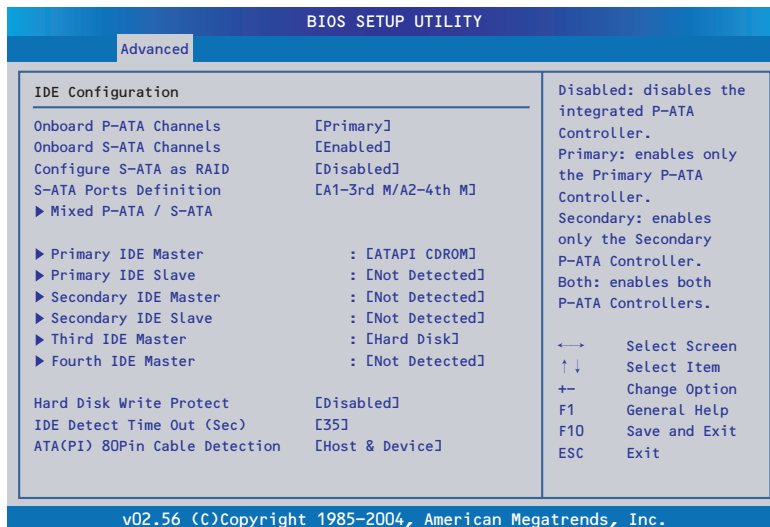 BIOS SETUP UTILITY
Advanced
IDE Configuration
Onboard P-ATA Channels [Primary]
Onboard S-ATA Channels [Enabled]
Configure S-ATA as RAID [Disabled]
S-ATA Ports Definition [A1-3rd M/A2-4th M]
▶ Mixed P-ATA / S-ATA
▶ Primary IDE Master : [ATAPI CDROM]
▶ Primary IDE Slave : [Not Detected]
▶ Secondary IDE Master : [Not Detected]
▶ Secondary IDE Slave : [Not Detected]
▶ Third IDE Master : [Hard Disk]
▶ Fourth IDE Master : [Not Detected]
Hard Disk Write Protect [Disabled]
IDE Detect Time Out (Sec) [35]
ATA(PI) 80Pin Cable Detection [Host & Device]
Disabled: disables the
integrated P-ATA
Controller.
Primary: enables only
the Primary P-ATA
Controller.
Secondary: enables
only the Secondary
P-ATA Controller.
Both: enables both
P-ATA Controllers.
←→ Select Screen
↑↓ Select Item
+- Change Option
F1 General Help
F10 Save and Exit
ESC Exit
v02.56 (C)Copyright 1985-2004, American Megatrends, Inc.